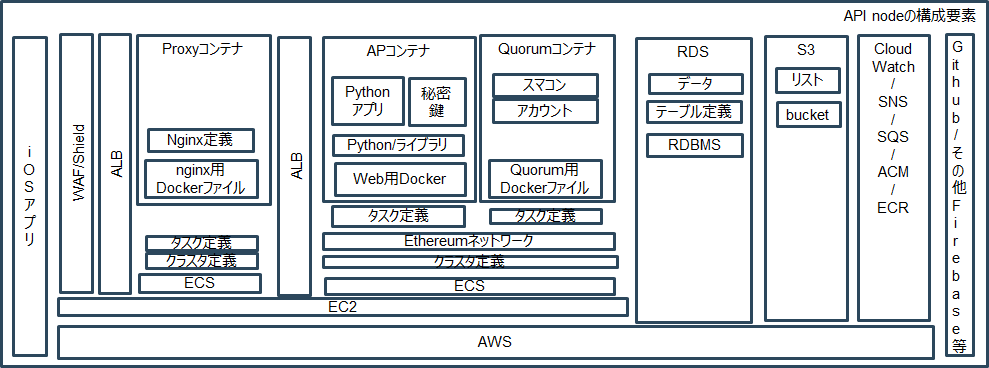 API nodeの構成要素
iOSアプリ
WAF/Shield
ALB
Proxyコンテナ
Nginx定義
nginx用
Dockerファイル
タスク定義
クラスタ定義
ECS
ALB
APコンテナ
Python
アプリ
秘密
鍵
Python/ライブラリ
Web用Docker
タスク定義
Quorumコンテナ
スマコン
アカウント
Quorum用
Dockerファイル
タスク定義
Ethereumネットワーク
クラスタ定義
ECS
EC2
RDS
データ
テーブル定義
RDBMS
S3
リスト
bucket
Cloud
Watch
/
SNS
/
SQS
/
ACM
/
ECR
Github/その他Firebase等
AWS